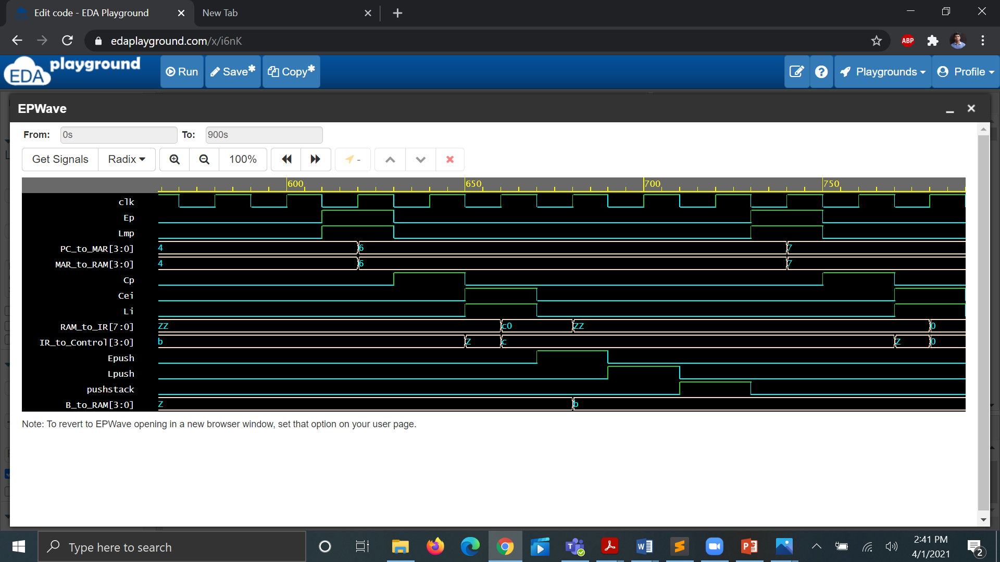 Edit code - EDA Playground
New Tab
edaplayground.com/x/i6nK
ABP
EDA playground
Run
Save*
Copy*
Playgrounds
Profile
EPWave
From: 0s To: 900s
Get Signals
Radix
100%
-
600 650 700 750
clk
Ep
Lmp
PC_to_MAR[3:0] 4 6 7
MAR_to_RAM[3:0] 4 6 7
Cp
Cei
Li
RAM_to_IR[7:0] ZZ c0 ZZ 0
IR_to_Control[3:0] b Z c Z 0
Epush
Lpush
pushstack
B_to_RAM[3:0] Z b
Note: To revert to EPWave opening in a new browser window, set that option on your user page.
Type here to search
2:41 PM
4/1/2021
2